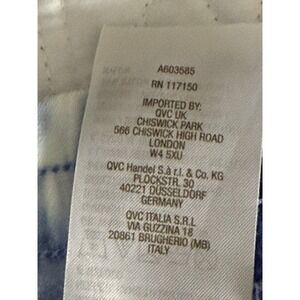 A603585
RN 117150
IMPORTED BY:
QVC UK
CHISWICK PARK
566 CHISWICK HIGH ROAD
LONDON
W4 5XU
QVC Handel S.à r.l. & Co. KG
PLOCKSTR. 30
40221 DÜSSELDORF
GERMANY
QVC ITALIA S.R.L
VIA GUZZINA 18
20861 BRUGHERIO (MB)
ITALY